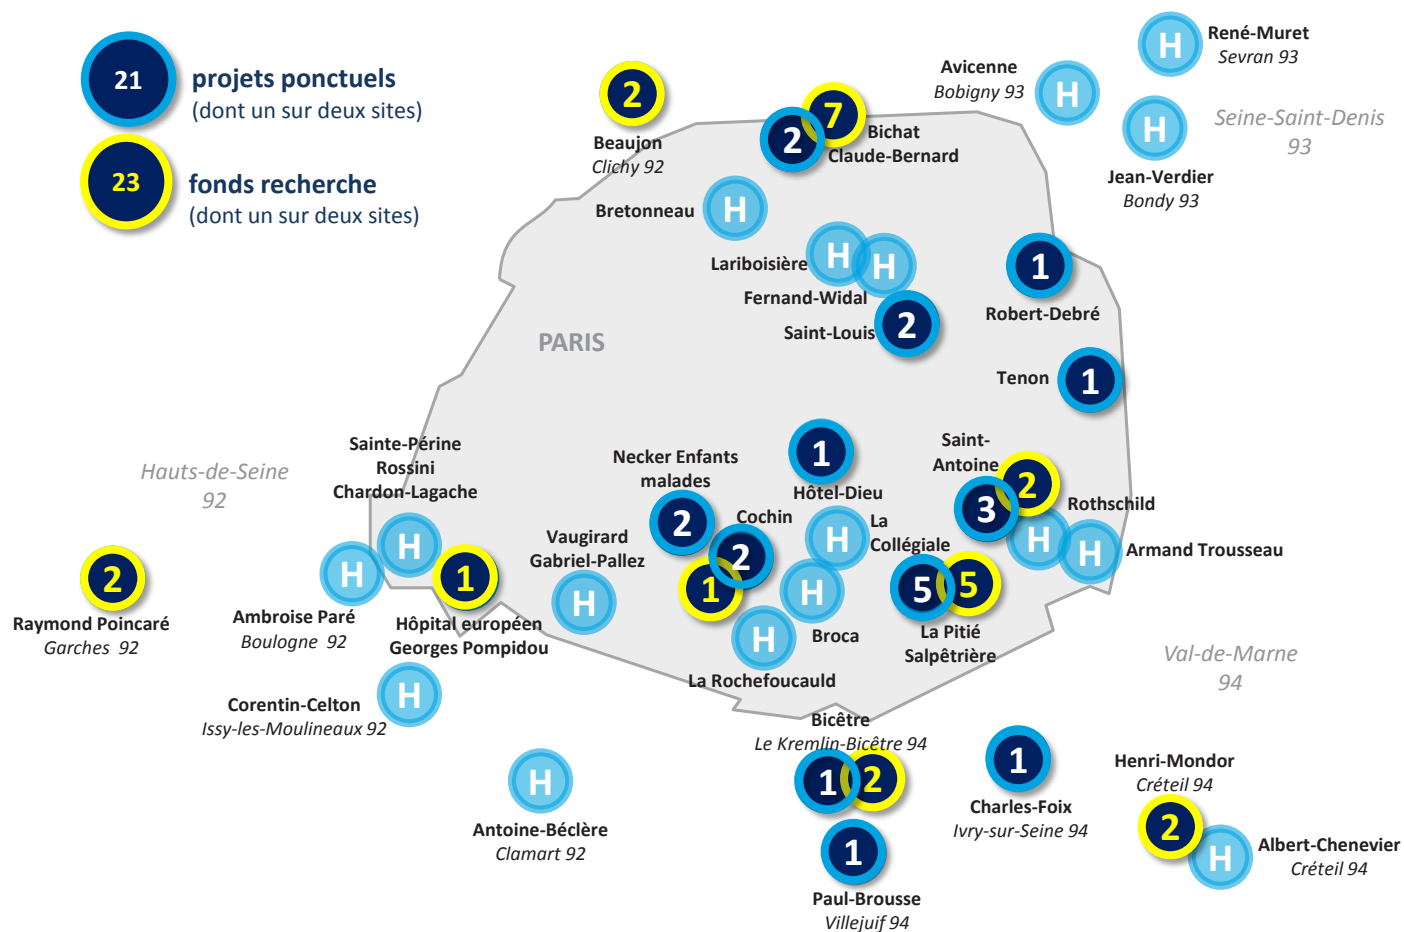 21
projets ponctuels
(dont un sur deux sites)
23
fonds recherche
(dont un sur deux sites)
2
Beaujon
Clichy 92
2
7
Bichat
Claude-Bernard
Avicenne
Bobigny 93
H
H
René-Muret
Sevran 93
H
Jean-Verdier
Bondy 93
Seine-Saint-Denis
93
Bretonneau
H
Lariboisière
H
H
Fernand-Widal
Saint-Louis
2
1
Robert-Debré
PARIS
Tenon
1
Hauts-de-Seine
92
Sainte-Périne
Rossini
Chardon-Lagache
H
Necker Enfants
malades
2
1
Hôtel-Dieu
Saint-
Antoine
3
2
Rothschild
H
H
Armand Trousseau
Cochin
2
1
H
La
Collégiale
Vaugirard
Gabriel-Pallez
H
2
Raymond Poincaré
Garches 92
H
Ambroise Paré
Boulogne 92
1
Hôpital européen
Georges Pompidou
H
Broca
5
5
La Pitié
Salpêtrière
H
La Rochefoucauld
Val-de-Marne
94
Corentin-Celton
Issy-les-Moulineaux 92
H
Bicêtre
Le Kremlin-Bicêtre 94
1
2
H
Antoine-Béclère
Clamart 92
1
Charles-Foix
Ivry-sur-Seine 94
Henri-Mondor
Créteil 94
2
H
Albert-Chenevier
Créteil 94
1
Paul-Brousse
Villejuif 94